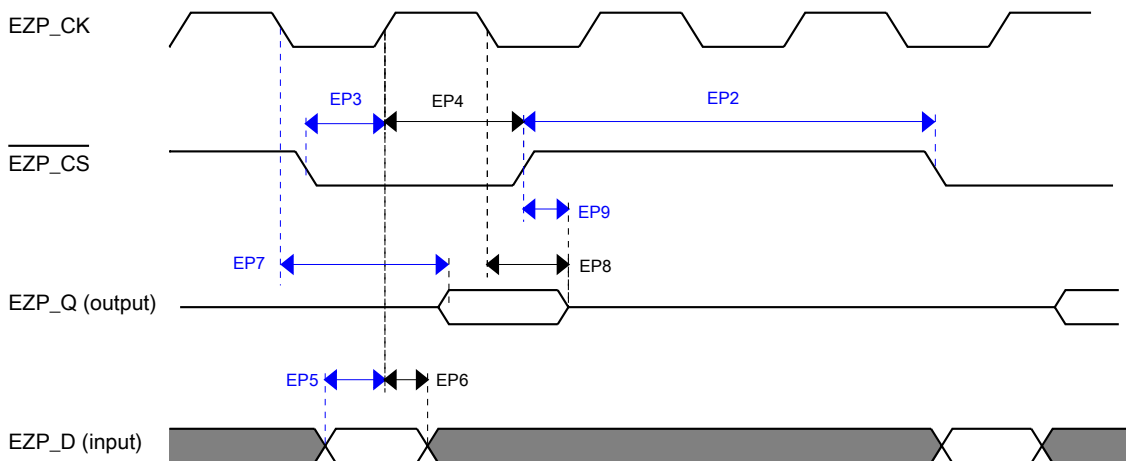 EZP_CK
EP3
EP4
EP2
EZP_CS
EP9
EP7
EP8
EZP_Q (output)
EP5
EP6
EZP_D (input)